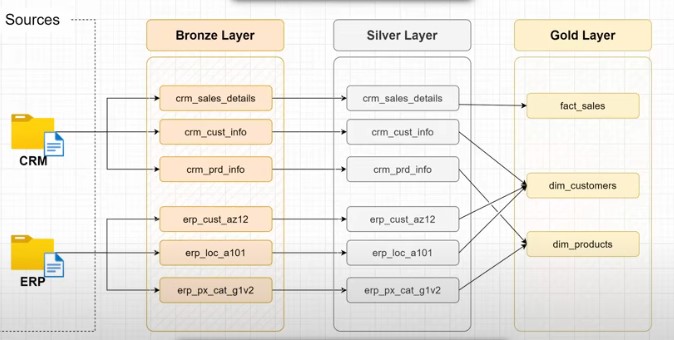 Sources
Bronze Layer
Silver Layer
Gold Layer
crm_sales_details
crm_sales_details
fact_sales
CRM
crm_cust_info
crm_cust_info
crm_prd_info
crm_prd_info
dim_customers
erp_cust_az12
erp_cust_az12
dim_products
ERP
erp_loc_a101
erp_loc_a101
erp_px_cat_g1v2
erp_px_cat_g1v2